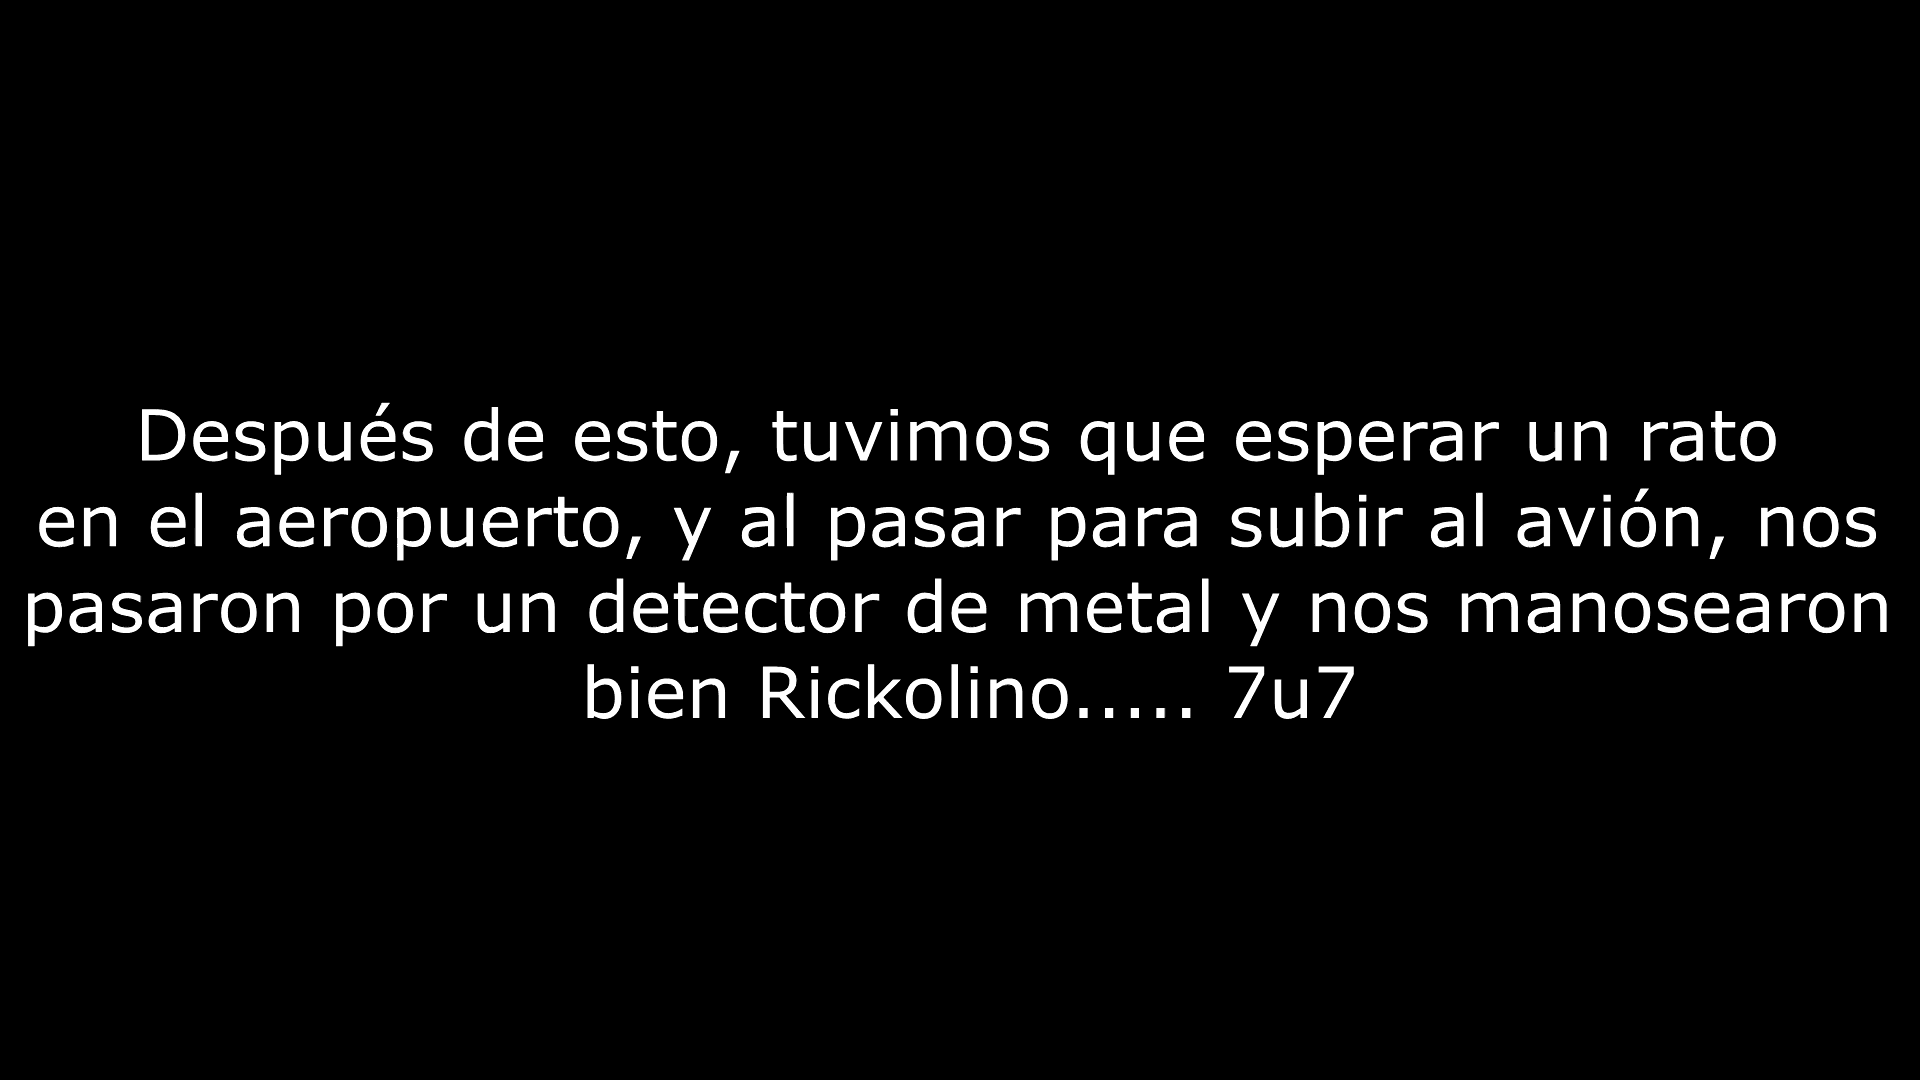 Después de esto, tuvimos que esperar un rato
en el aeropuerto, y al pasar para subir al avión, nos
pasaron por un detector de metal y nos manosearon
bien Rickolino..... 7u7